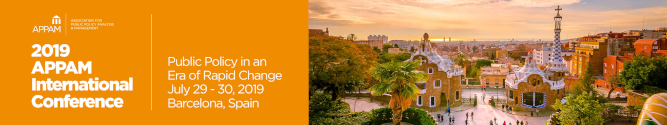 APPAM
ASSOCIATION FOR
PUBLIC POLICY ANALYSIS
& MANAGEMENT
2019
APPAM
International
Conference
Public Policy in an
Era of Rapid Change
July 29 - 30, 2019
Barcelona, Spain